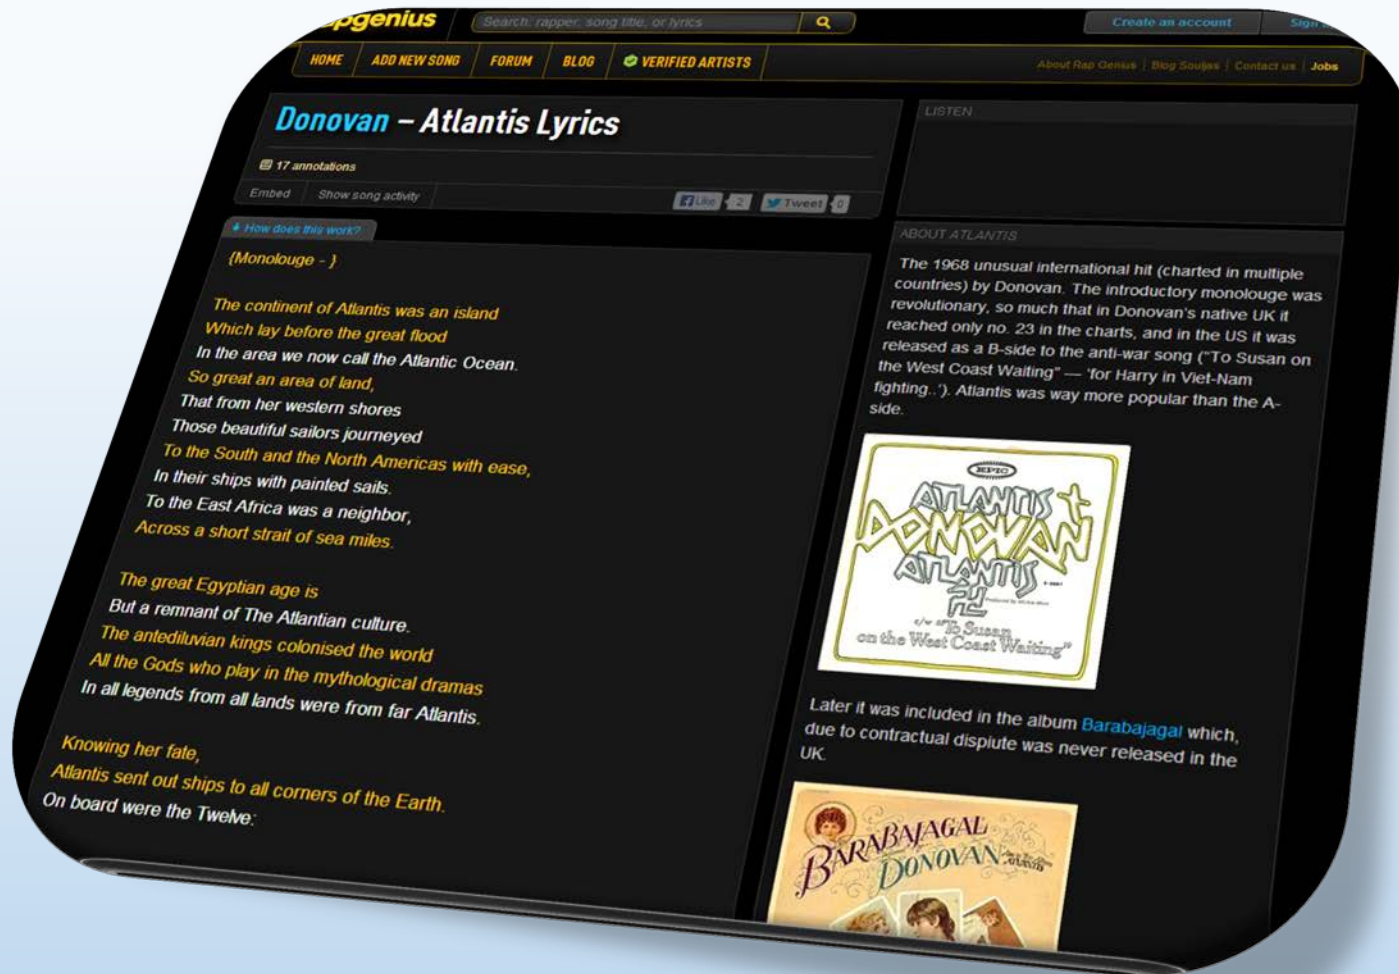 pgenius
Search: rapper, song title, or lyrics
Create an account
HOME
ADD NEW SONG
FORUM
BLOG
VERIFIED ARTISTS
About Rap Genius | Blog Souljas | Contact us | Jobs
Donovan – Atlantis Lyrics
17 annotations
Embed
Show song activity
Like 2
Tweet 0
How does this work?
{Monolouge - }
The continent of Atlantis was an island
Which lay before the great flood
In the area we now call the Atlantic Ocean.
So great an area of land,
That from her western shores
Those beautiful sailors journeyed
To the South and the North Americas with ease,
In their ships with painted sails.
To the East Africa was a neighbor,
Across a short strait of sea miles.
The great Egyptian age is
But a remnant of The Atlantian culture.
The antediluvian kings colonised the world
All the Gods who play in the mythological dramas
In all legends from all lands were from far Atlantis.
Knowing her fate,
Atlantis sent out ships to all corners of the Earth.
On board were the Twelve:
LISTEN
ABOUT ATLANTIS
The 1968 unusual international hit (charted in multiple
countries) by Donovan. The introductory monolouge was
revolutionary, so much that in Donovan's native UK it
reached only no. 23 in the charts, and in the US it was
released as a B-side to the anti-war song ("To Susan on
the West Coast Waiting" — 'for Harry in Viet-Nam
fighting..'). Atlantis was way more popular than the A-
side.
EPIC
ATLANTIS
DONOVAN
ATLANTIS
c/w "To Susan
on the West Coast Waiting"
Later it was included in the album Barabajagal which,
due to contractual dispiute was never released in the
UK.
BARABAJAGAL
DONOVAN